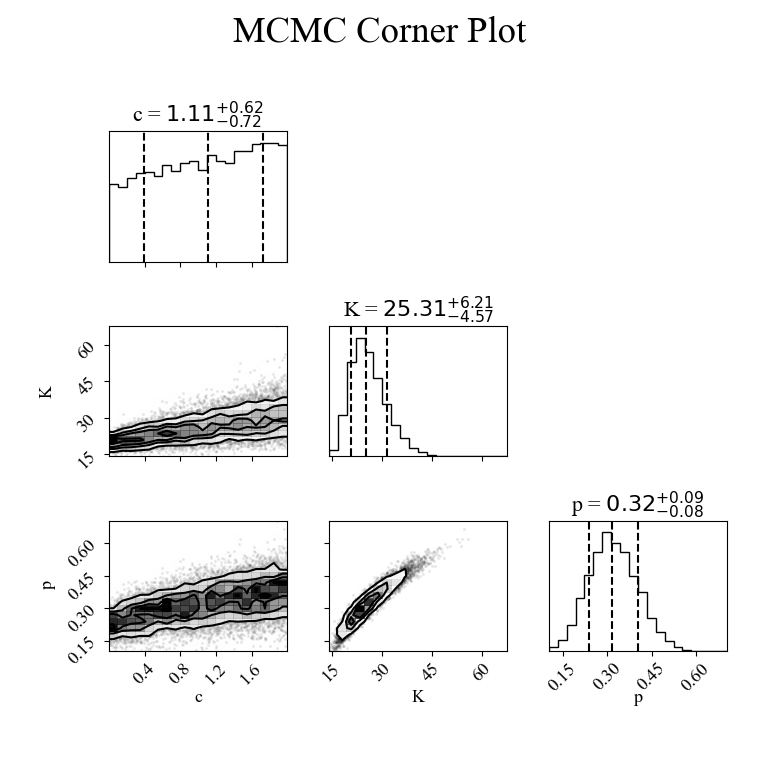 MCMC Corner Plot
c = 1.11 +0.62 −0.72
K = 25.31 +6.21 −4.57
60
45
30
15
K
p = 0.32 +0.09 −0.08
0.60
0.45
0.30
0.15
p
0.4 0.8 1.2 1.6
c
15 30 45 60
K
0.15 0.30 0.45 0.60
p